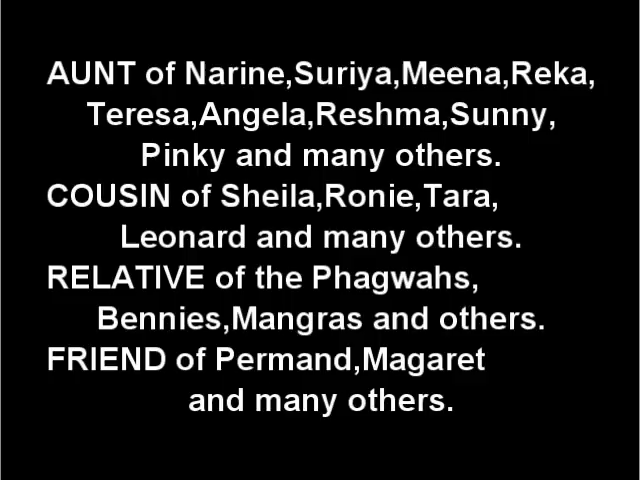 AUNT of Narine,Suriya,Meena,Reka,
Teresa,Angela,Reshma,Sunny,
Pinky and many others.
COUSIN of Sheila,Ronie,Tara,
Leonard and many others.
RELATIVE of the Phagwahs,
Bennies,Mangras and others.
FRIEND of Permand,Magaret
and many others.